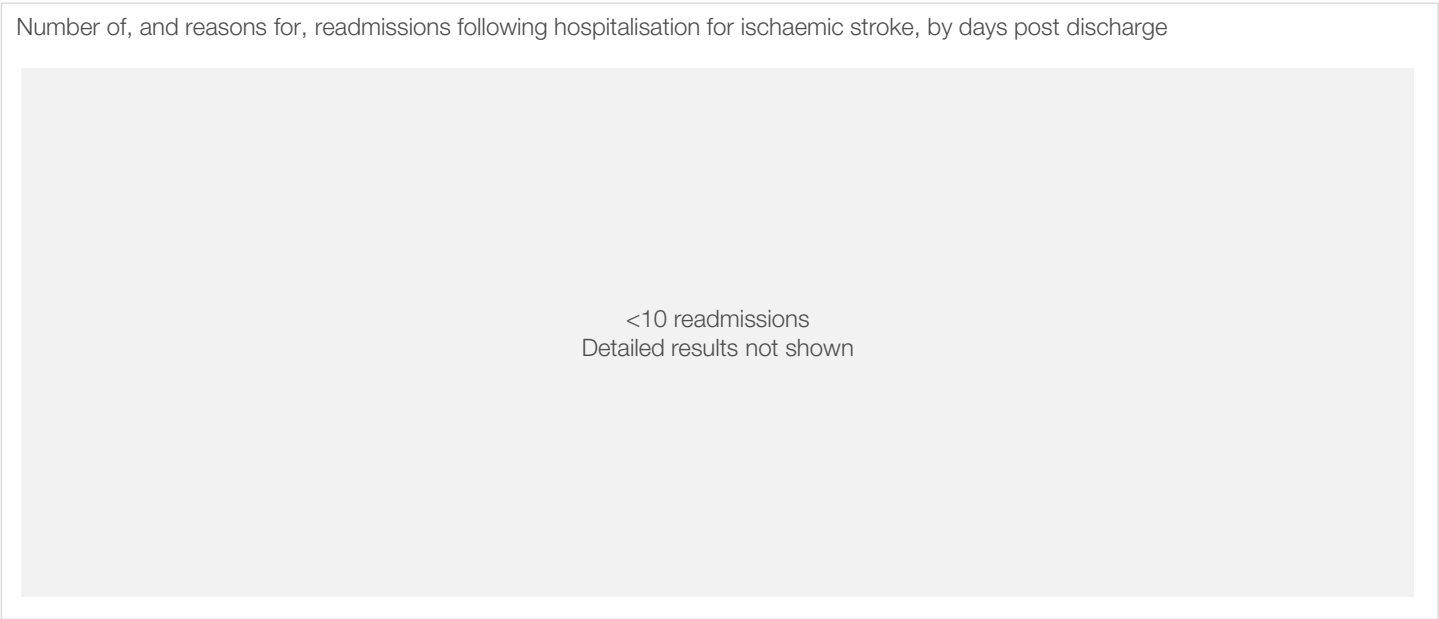 Number of, and reasons for, readmissions following hospitalisation for ischaemic stroke, by days post discharge
<10 readmissions
Detailed results not shown